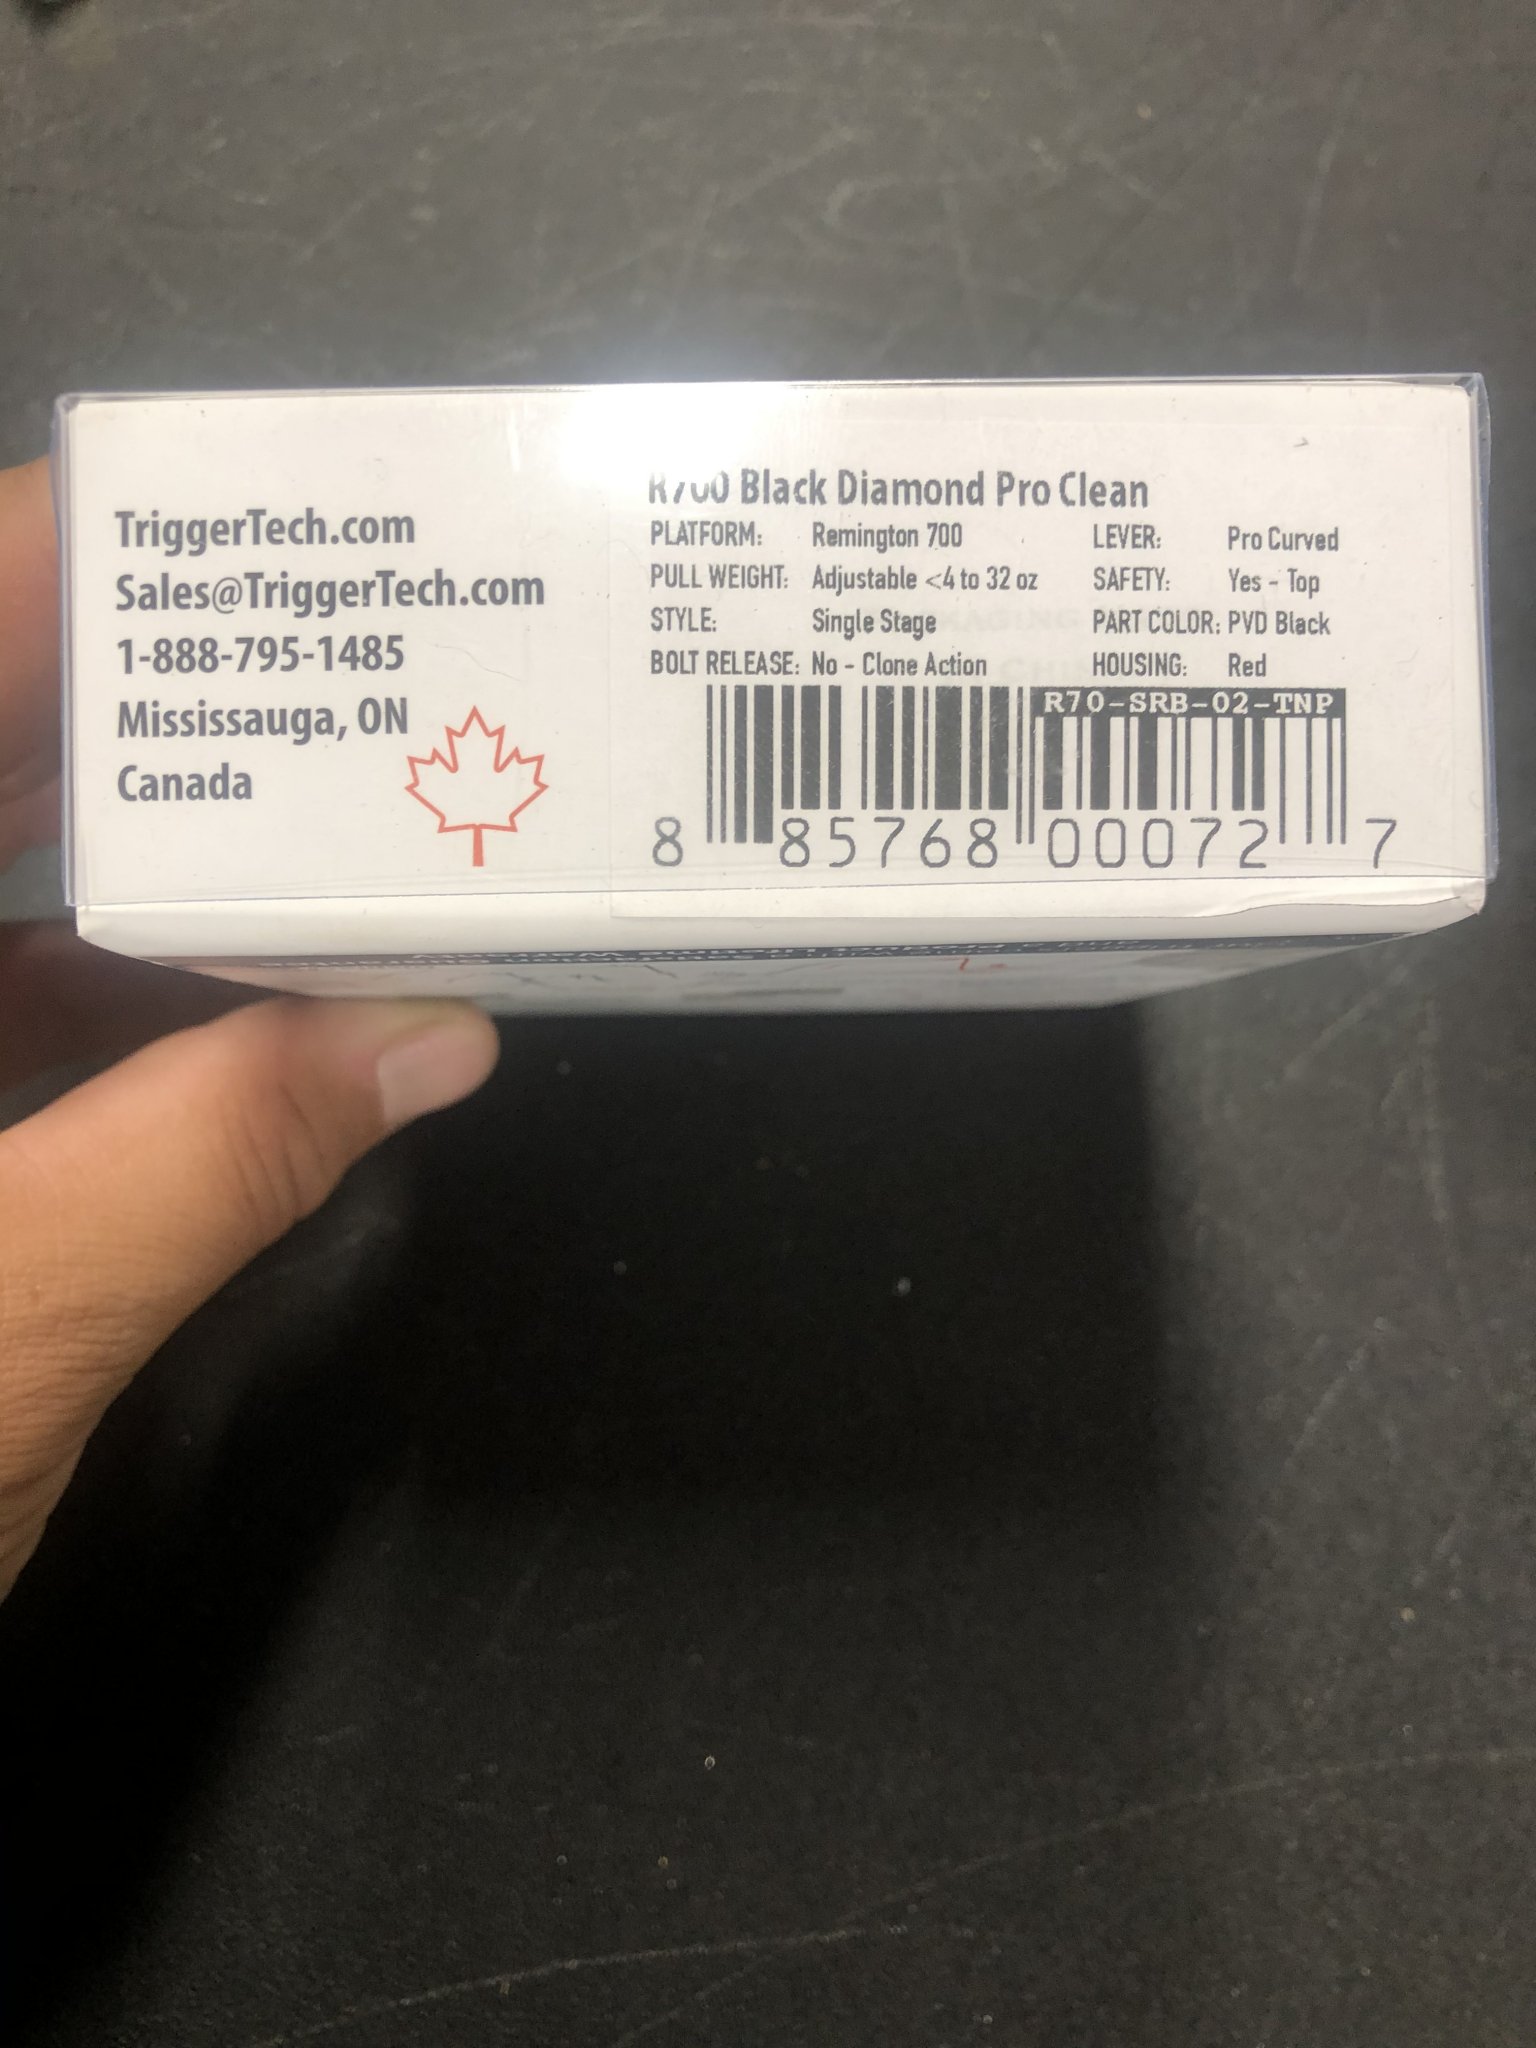 TriggerTech.com
Sales@TriggerTech.com
1-888-795-1485
Mississauga, ON
Canada
R700 Black Diamond Pro Clean
PLATFORM: Remington 700 LEVER: Pro Curved
PULL WEIGHT: Adjustable <4 to 32 oz SAFETY: Yes - Top
STYLE: Single Stage PART COLOR: PVD Black
BOLT RELEASE: No - Clone Action HOUSING: Red
R70-SRB-02-TNP
8 85768 00072 7